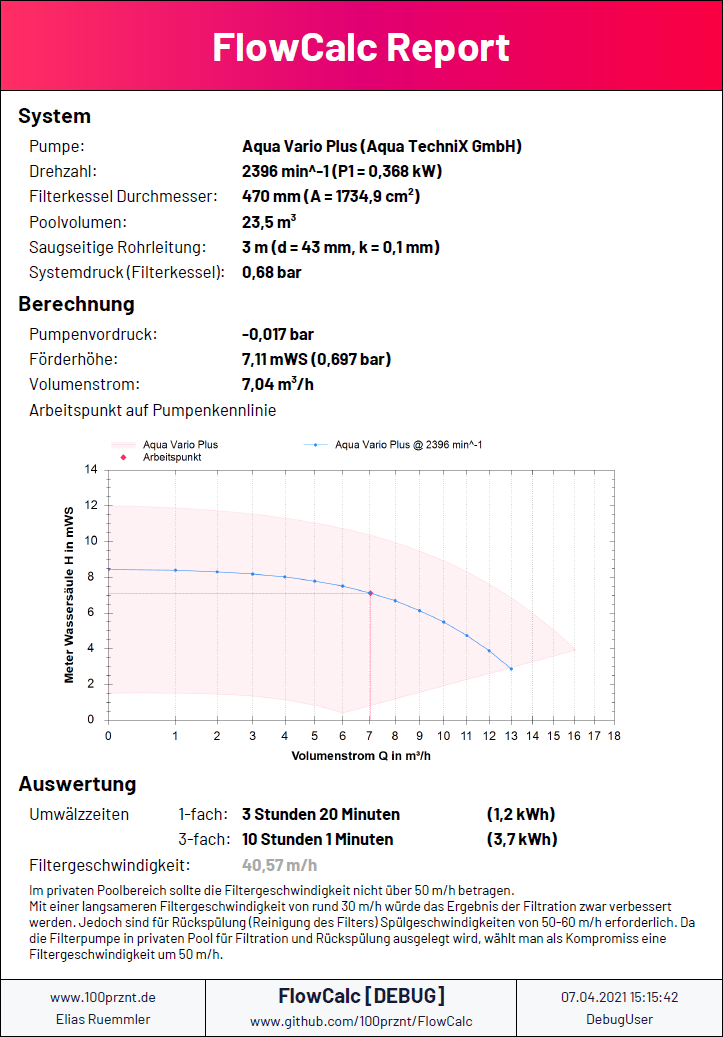 FlowCalc Report
System
Pumpe: Aqua Vario Plus (Aqua TechniX GmbH)
Drehzahl: 2396 min^-1 (P1 = 0,368 kW)
Filterkessel Durchmesser: 470 mm (A = 1734,9 cm²)
Poolvolumen: 23,5 m³
Saugseitige Rohrleitung: 3 m (d = 43 mm, k = 0,1 mm)
Systemdruck (Filterkessel): 0,68 bar
Berechnung
Pumpenvordruck: -0,017 bar
Förderhöhe: 7,11 mWS (0,697 bar)
Volumenstrom: 7,04 m³/h
Arbeitspunkt auf Pumpenkennlinie
Aqua Vario Plus Aqua Vario Plus @ 2396 min^-1
Arbeitspunkt
14
12
10
8
6
4
2
0
Meter Wassersäule H in mWS
0 1 2 3 4 5 6 7 8 9 10 11 12 13 14 15 16 17 18
Volumenstrom Q in m³/h
Auswertung
Umwälzzeiten 1-fach: 3 Stunden 20 Minuten (1,2 kWh)
3-fach: 10 Stunden 1 Minuten (3,7 kWh)
Filtergeschwindigkeit: 40,57 m/h
Im privaten Poolbereich sollte die Filtergeschwindigkeit nicht über 50 m/h betragen.
Mit einer langsameren Filtergeschwindigkeit von rund 30 m/h würde das Ergebnis der Filtration zwar verbessert
werden. Jedoch sind für Rückspülung (Reinigung des Filters) Spülgeschwindigkeiten von 50-60 m/h erforderlich. Da
die Filterpumpe in privaten Pool für Filtration und Rückspülung ausgelegt wird, wählt man als Kompromiss eine
Filtergeschwindigkeit um 50 m/h.
www.100prznt.de
Elias Ruemmler
FlowCalc [DEBUG]
www.github.com/100prznt/FlowCalc
07.04.2021 15:15:42
DebugUser